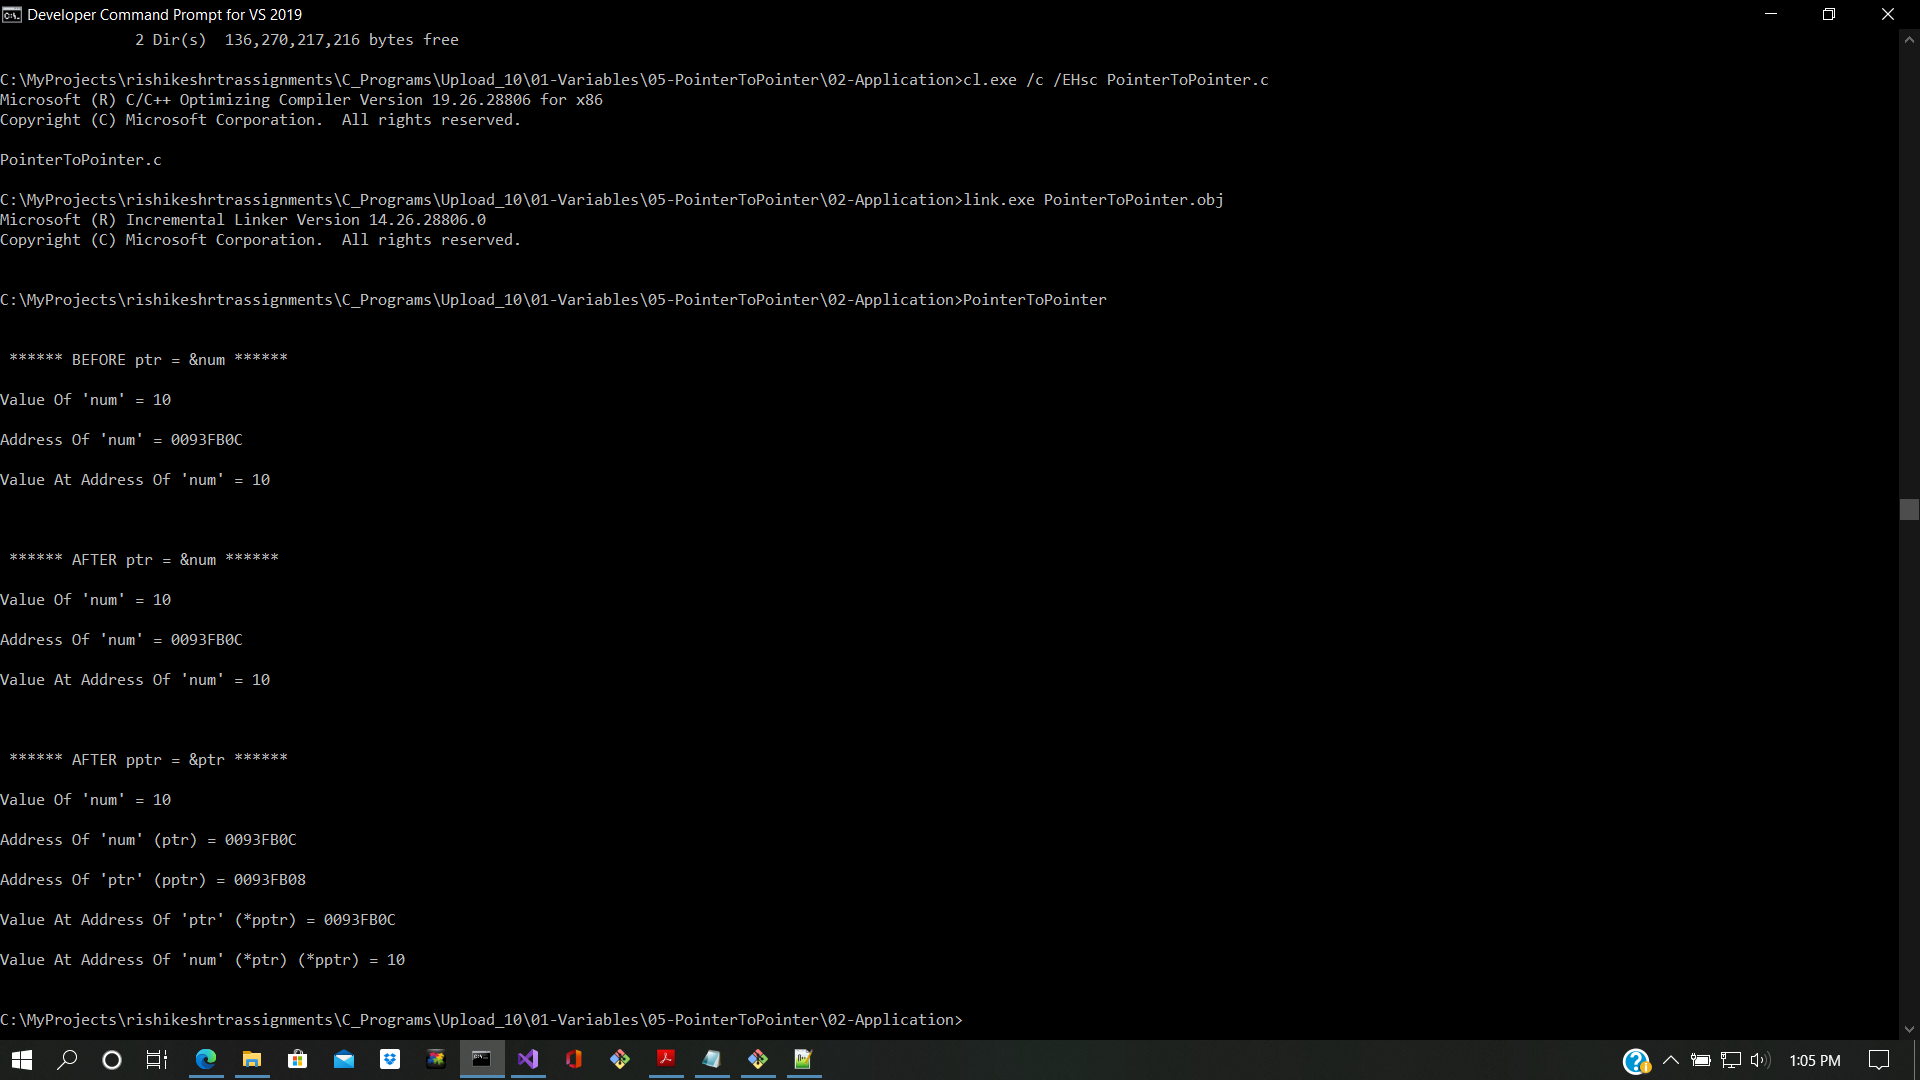 Developer Command Prompt for VS 2019
2 Dir(s)  136,270,217,216 bytes free
C:\MyProjects\rishikeshrtrassignments\C_Programs\Upload_10\01-Variables\05-PointerToPointer\02-Application>cl.exe /c /EHsc PointerToPointer.c
Microsoft (R) C/C++ Optimizing Compiler Version 19.26.28806 for x86
Copyright (C) Microsoft Corporation.  All rights reserved.
PointerToPointer.c
C:\MyProjects\rishikeshrtrassignments\C_Programs\Upload_10\01-Variables\05-PointerToPointer\02-Application>link.exe PointerToPointer.obj
Microsoft (R) Incremental Linker Version 14.26.28806.0
Copyright (C) Microsoft Corporation.  All rights reserved.
C:\MyProjects\rishikeshrtrassignments\C_Programs\Upload_10\01-Variables\05-PointerToPointer\02-Application>PointerToPointer
****** BEFORE ptr = &num ******
Value Of 'num' = 10
Address Of 'num' = 0093FB0C
Value At Address Of 'num' = 10
****** AFTER ptr = &num ******
Value Of 'num' = 10
Address Of 'num' = 0093FB0C
Value At Address Of 'num' = 10
****** AFTER pptr = &ptr ******
Value Of 'num' = 10
Address Of 'num' (ptr) = 0093FB0C
Address Of 'ptr' (pptr) = 0093FB08
Value At Address Of 'ptr' (*pptr) = 0093FB0C
Value At Address Of 'num' (*ptr) (*pptr) = 10
C:\MyProjects\rishikeshrtrassignments\C_Programs\Upload_10\01-Variables\05-PointerToPointer\02-Application>
1:05 PM